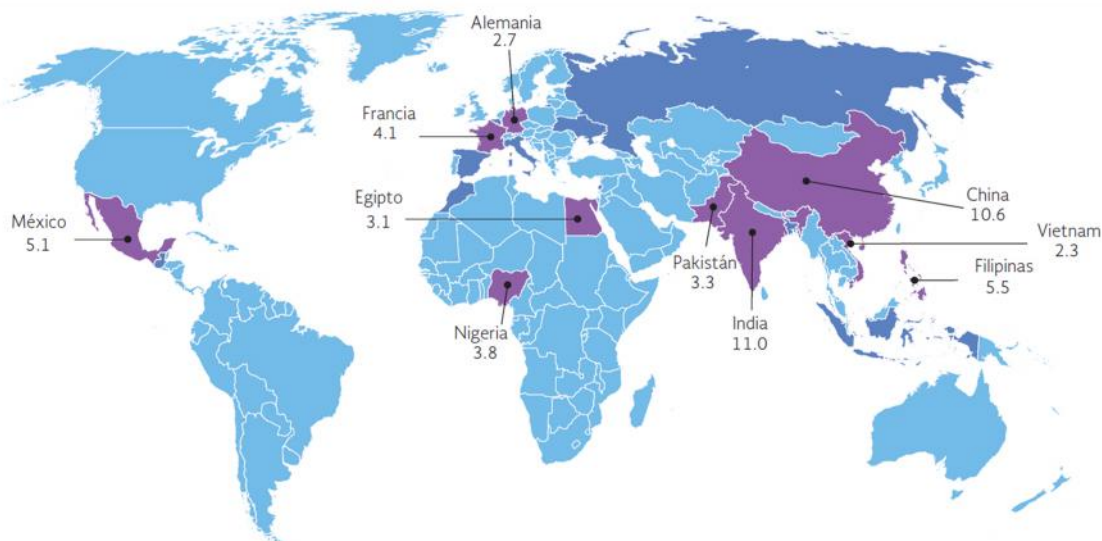 Alemania
2.7
Francia
4.1
Egipto
3.1
México
5.1
China
10.6
Vietnam
2.3
Pakistán
3.3
Filipinas
5.5
India
11.0
Nigeria
3.8